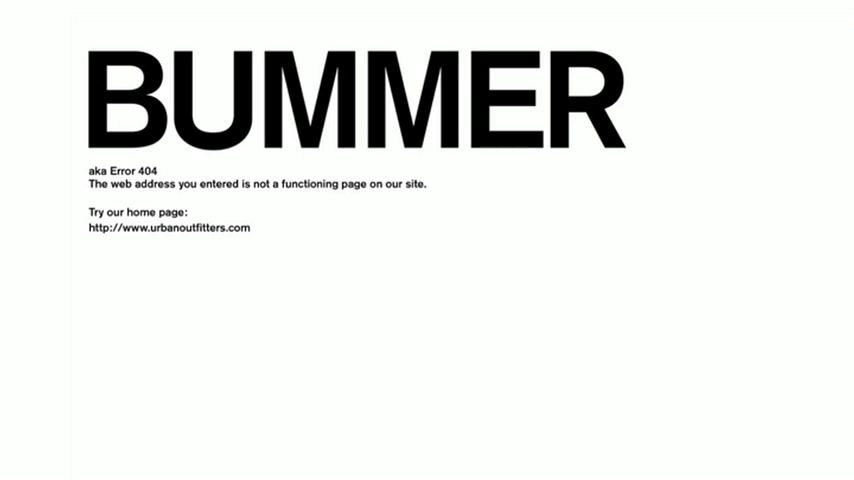 BUMMER
aka Error 404
The web address you entered is not a functioning page on our site.
Try our home page:
http://www.urbanoutfitters.com